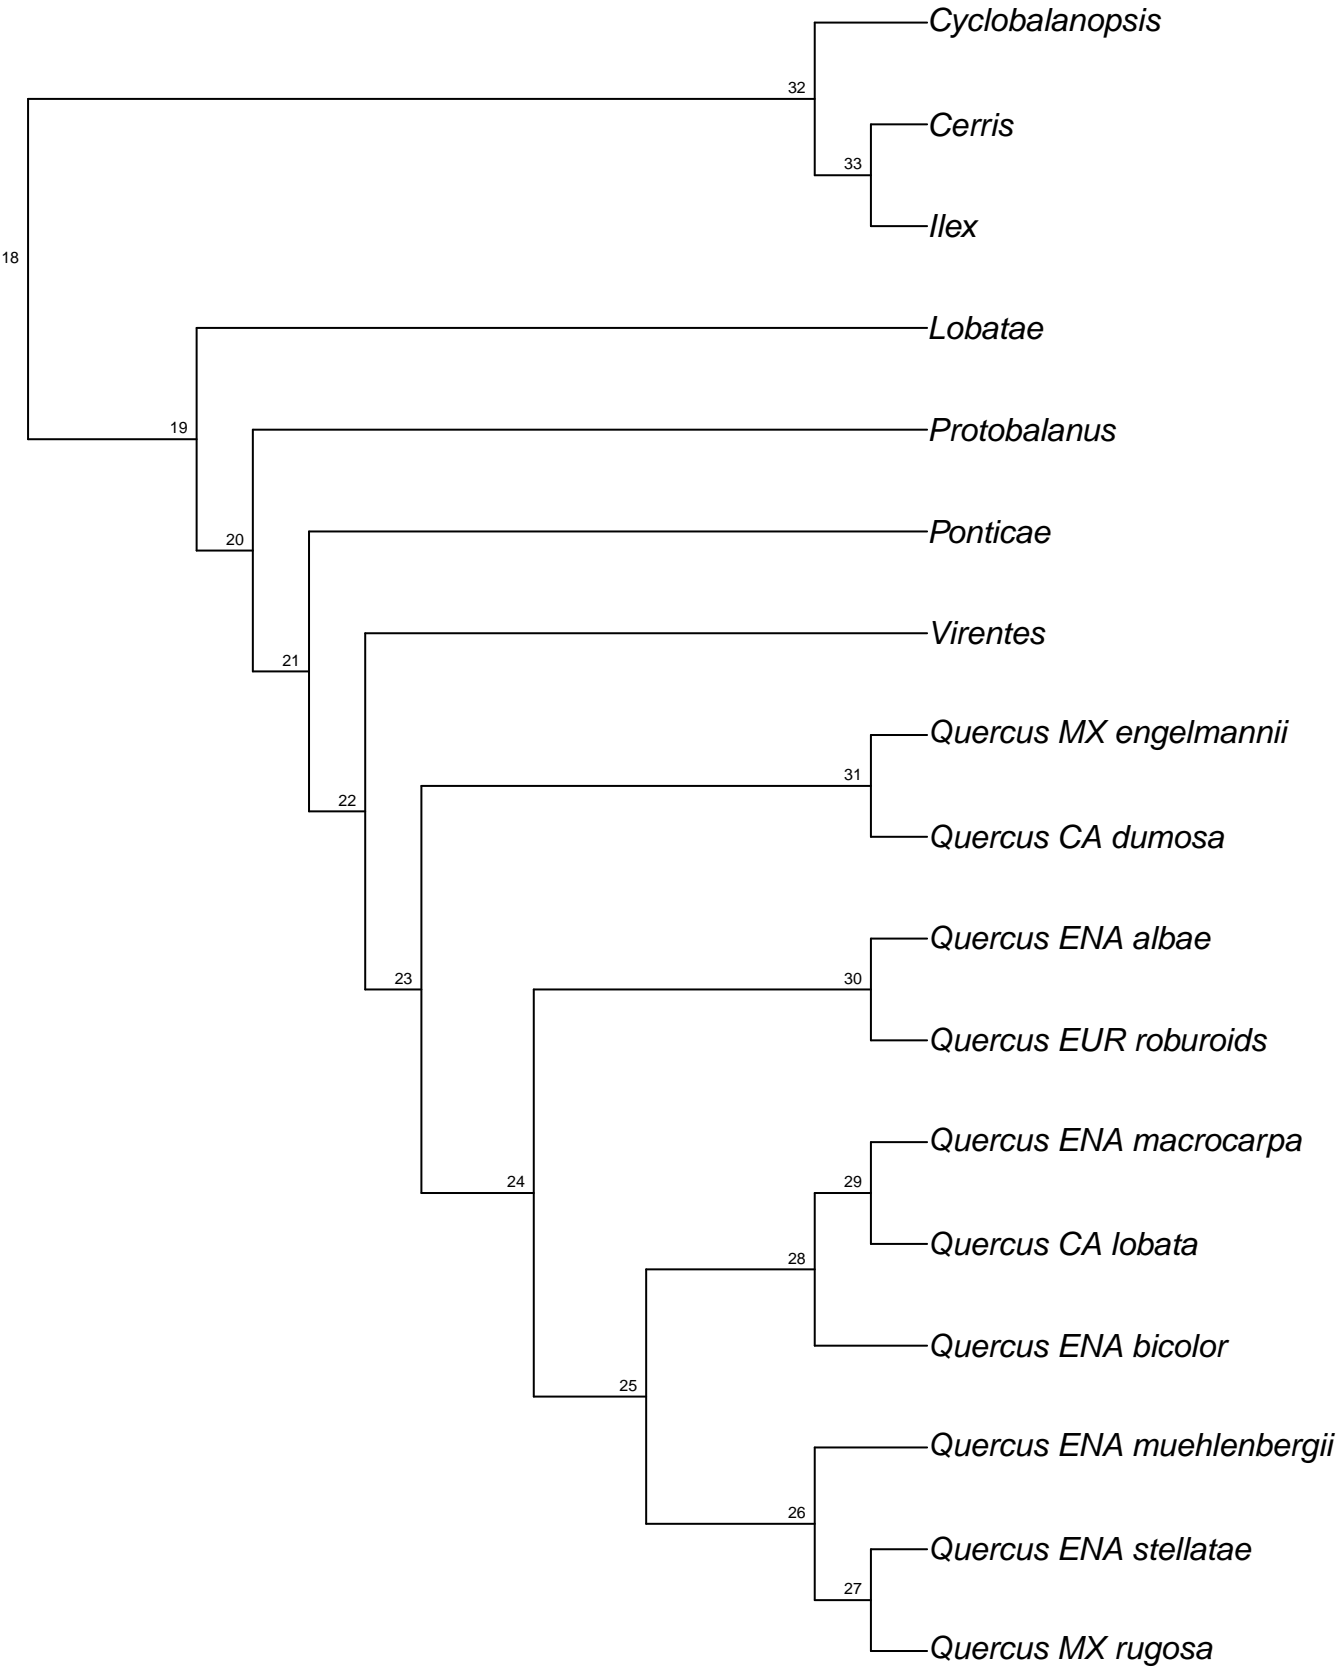 Cyclobalanopsis
32
Cerris
33
Ilex
18
Lobatae
19
Protobalanus
20
Ponticae
21
Virentes
22
Quercus MX engelmannii
31
Quercus CA dumosa
23
Quercus ENA albae
30
Quercus EUR roburoids
24
Quercus ENA macrocarpa
29
Quercus CA lobata
28
Quercus ENA bicolor
25
Quercus ENA muehlenbergii
26
Quercus ENA stellatae
27
Quercus MX rugosa